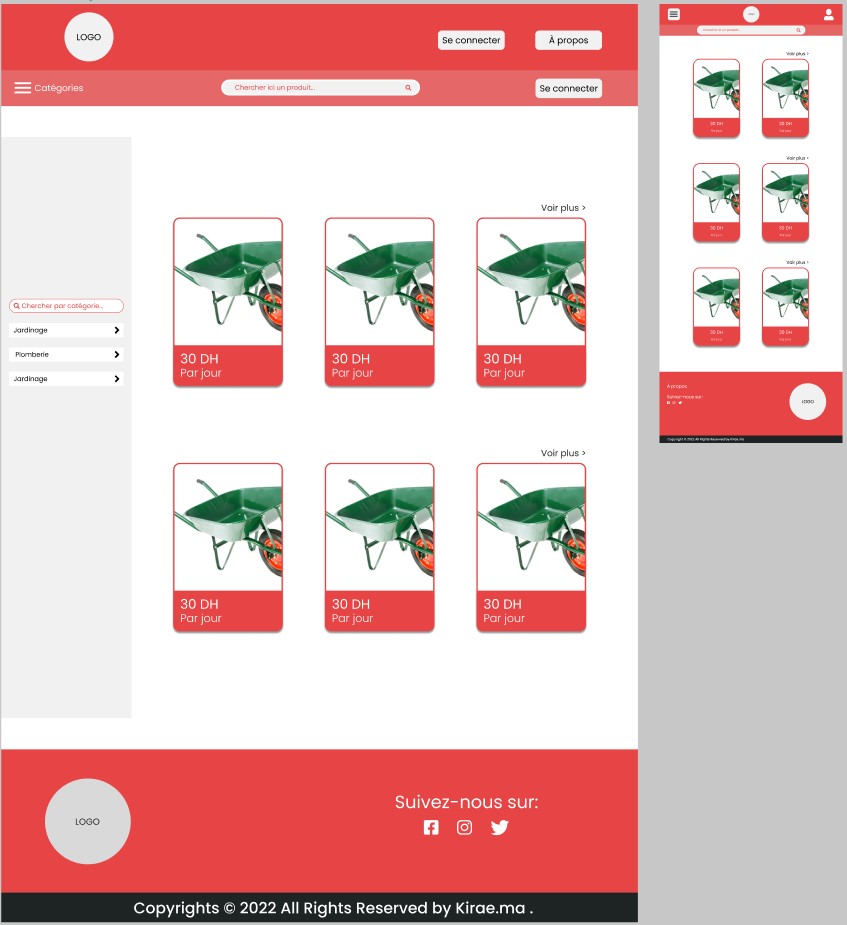 LOGO
Se connecter
À propos
Catégories
Chercher ici un produit...
Se connecter
Chercher par catégorie...
Jardinage
Plomberie
Jardinage
Voir plus >
30 DH
Par jour
30 DH
Par jour
30 DH
Par jour
Voir plus >
30 DH
Par jour
30 DH
Par jour
30 DH
Par jour
LOGO
Suivez-nous sur:
Copyrights © 2022 All Rights Reserved by Kirae.ma .
LOGO
Chercher ici un produit...
Voir plus >
30 DH
Par jour
30 DH
Par jour
Voir plus >
30 DH
Par jour
30 DH
Par jour
Voir plus >
30 DH
Par jour
30 DH
Par jour
À propos
Suivez-nous sur:
LOGO
Copyright © 2022 All Rights Reserved by Kirae.ma